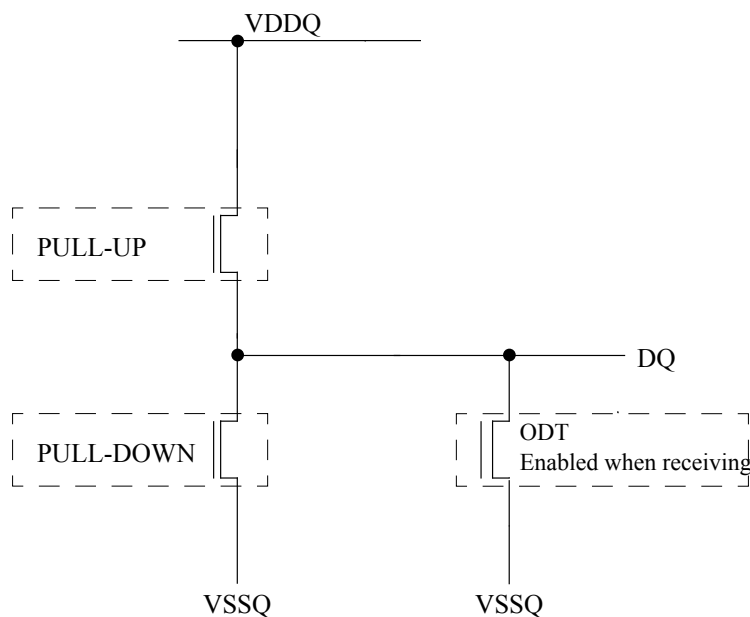 VDDQ
PULL-UP
DQ
PULL-DOWN
ODT
Enabled when receiving
VSSQ
VSSQ